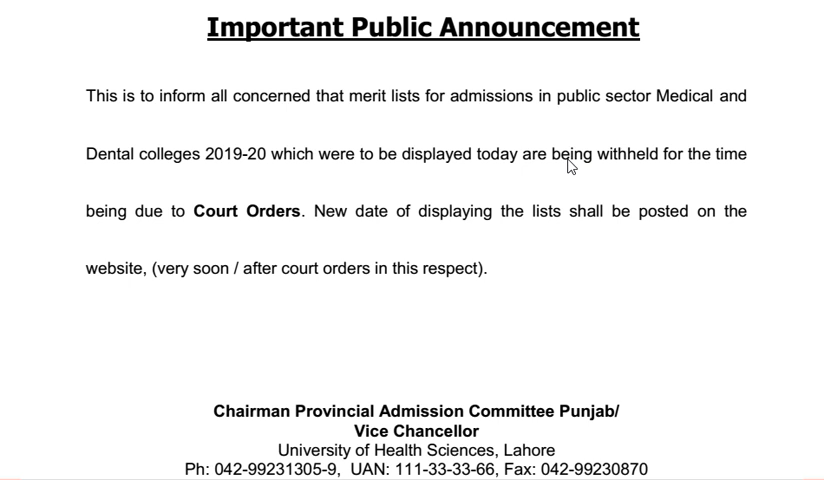 Important Public Announcement
This is to inform all concerned that merit lists for admissions in public sector Medical and
Dental colleges 2019-20 which were to be displayed today are being withheld for the time
being due to Court Orders. New date of displaying the lists shall be posted on the
website, (very soon / after court orders in this respect).
Chairman Provincial Admission Committee Punjab/
Vice Chancellor
University of Health Sciences, Lahore
Ph: 042-99231305-9, UAN: 111-33-33-66, Fax: 042-99230870